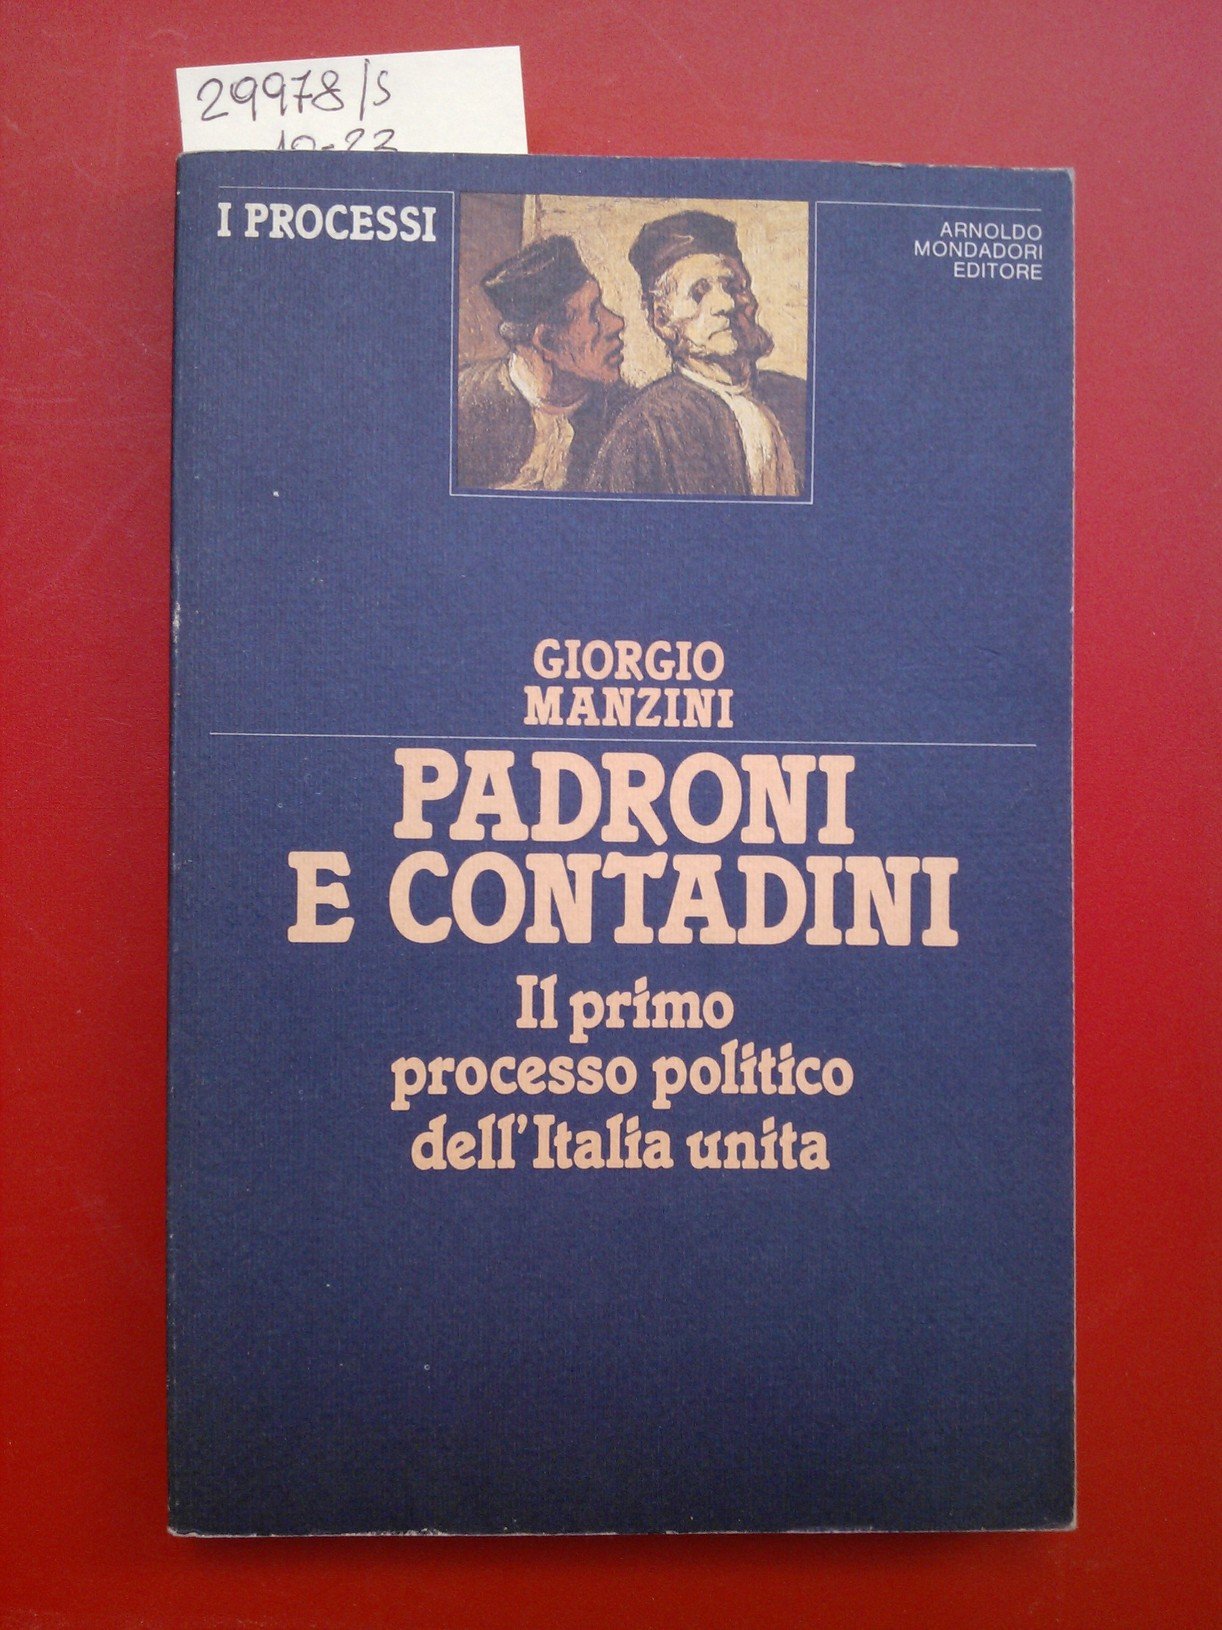 29978/s
I PROCESSI
ARNOLDO
MONDADORI
EDITORE
GIORGIO
MANZINI
PADRONI
E CONTADINI
Il primo
processo politico
dell'Italia unita